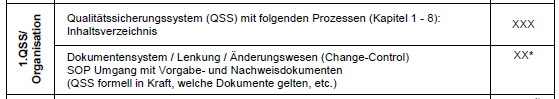 1.QSS/
Organisation
Qualitätssicherungssystem (QSS) mit folgenden Prozessen (Kapitel 1 - 8):
Inhaltsverzeichnis
XXX
Dokumentensystem / Lenkung / Änderungswesen (Change-Control)
SOP Umgang mit Vorgabe- und Nachweisdokumenten
(QSS formell in Kraft, welche Dokumente gelten, etc.)
XX*